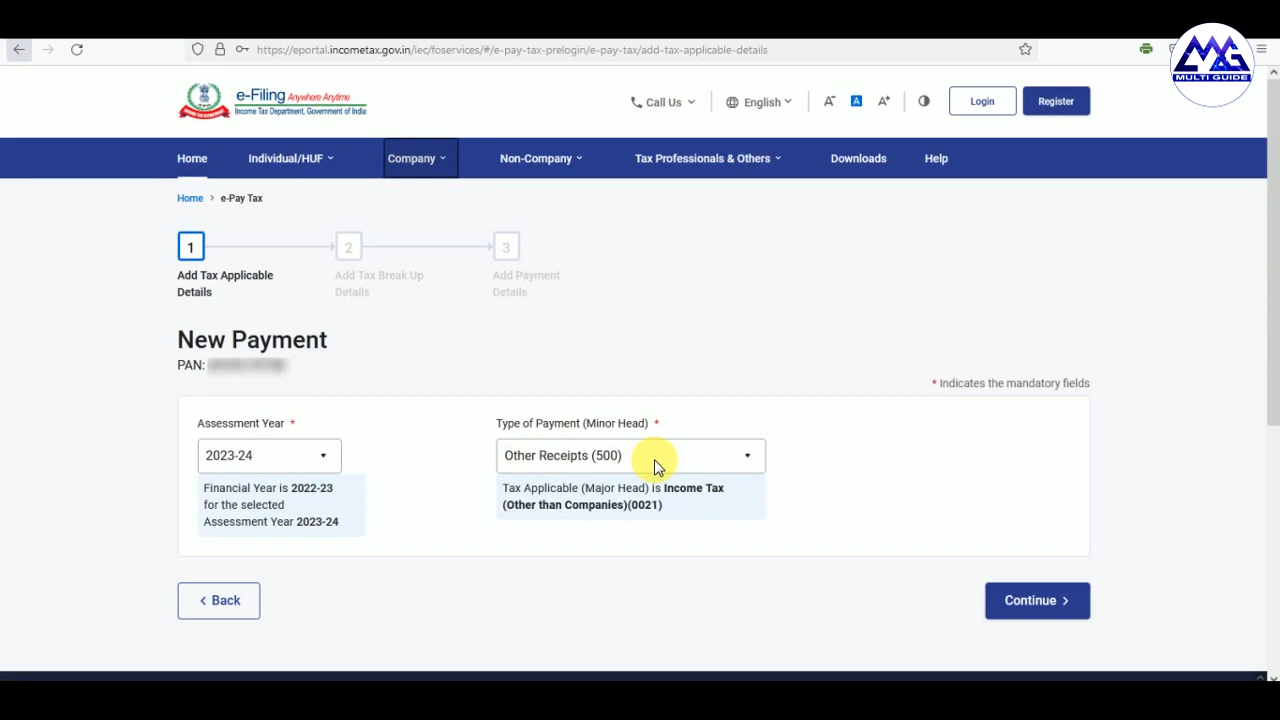 https://eportal.incometax.gov.in/iec/foservices/#/e-pay-tax-prelogin/e-pay-tax/add-tax-applicable-details
MULTI GUIDE
e-Filing Anywhere Anytime
Income Tax Department, Government of India
Call Us
English
A-
A
A+
Login
Register
Home
Individual/HUF
Company
Non-Company
Tax Professionals & Others
Downloads
Help
Home > e-Pay Tax
1
2
3
Add Tax Applicable
Details
Add Tax Break Up
Details
Add Payment
Details
New Payment
PAN:
* Indicates the mandatory fields
Assessment Year *
2023-24
Financial Year is 2022-23
for the selected
Assessment Year 2023-24
Type of Payment (Minor Head) *
Other Receipts (500)
Tax Applicable (Major Head) is Income Tax
(Other than Companies)(0021)
< Back
Continue >